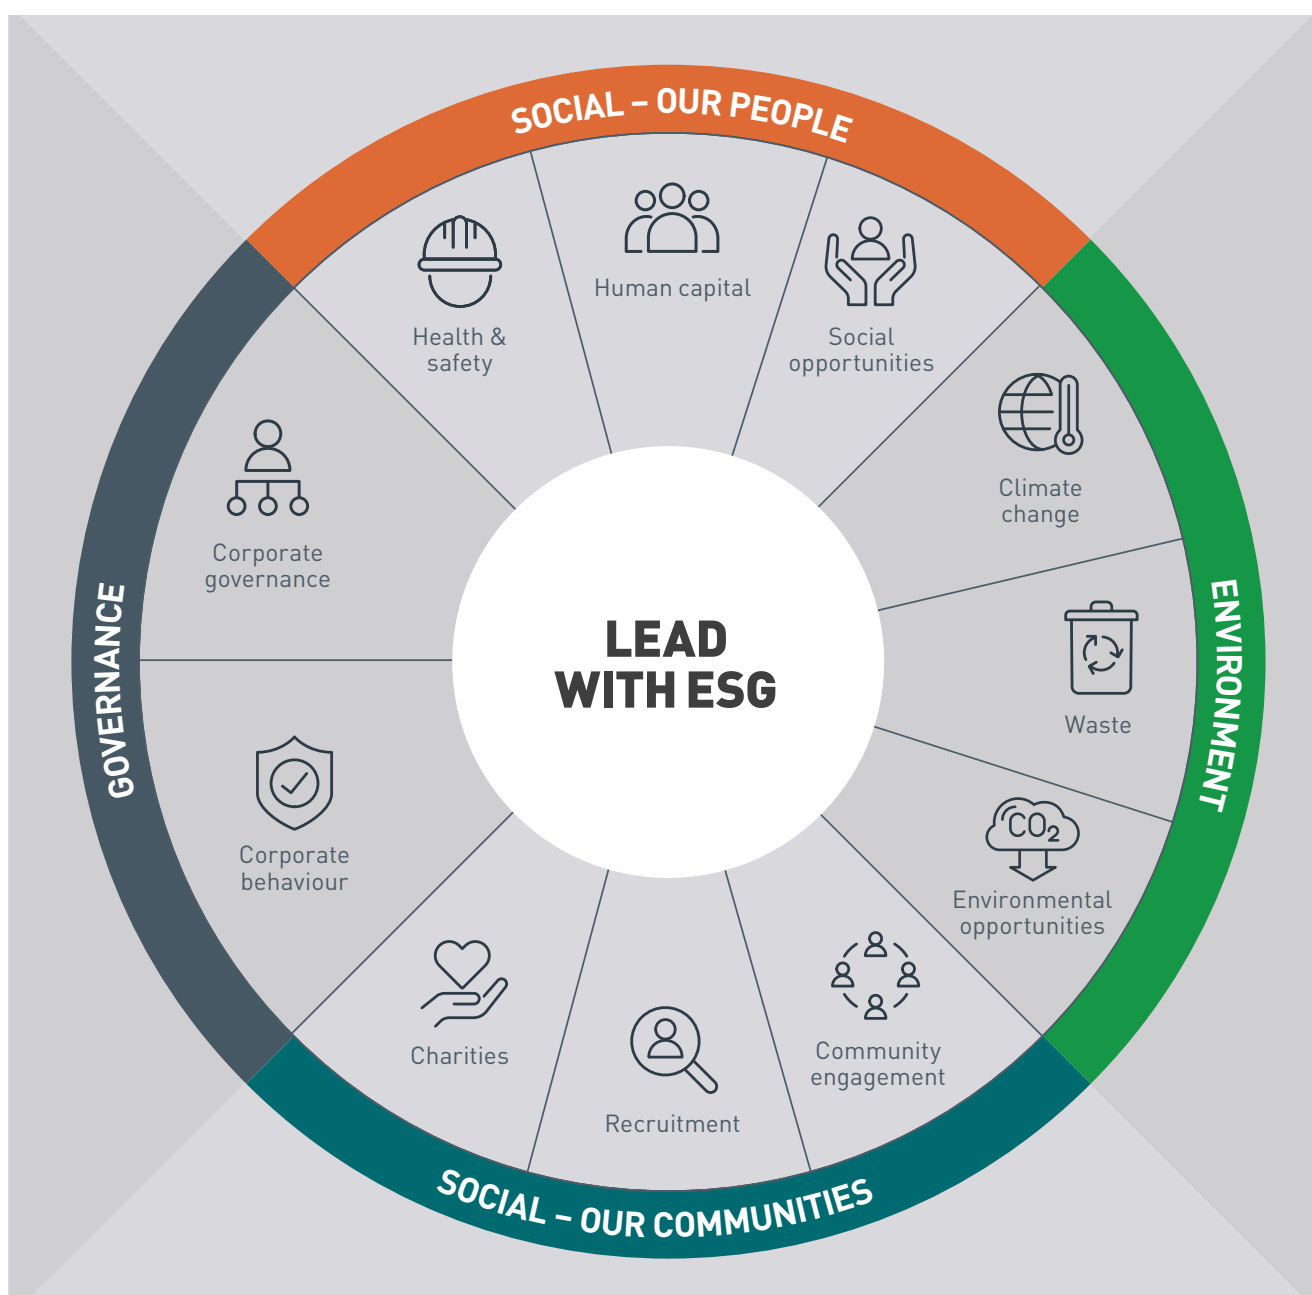 SOCIAL – OUR PEOPLE
Health &
safety
Human capital
Social
opportunities
Climate
change
ENVIRONMENT
Waste
CO2
Environmental
opportunities
Community
engagement
Recruitment
Charities
SOCIAL – OUR COMMUNITIES
GOVERNANCE
Corporate
behaviour
Corporate
governance
LEAD
WITH ESG